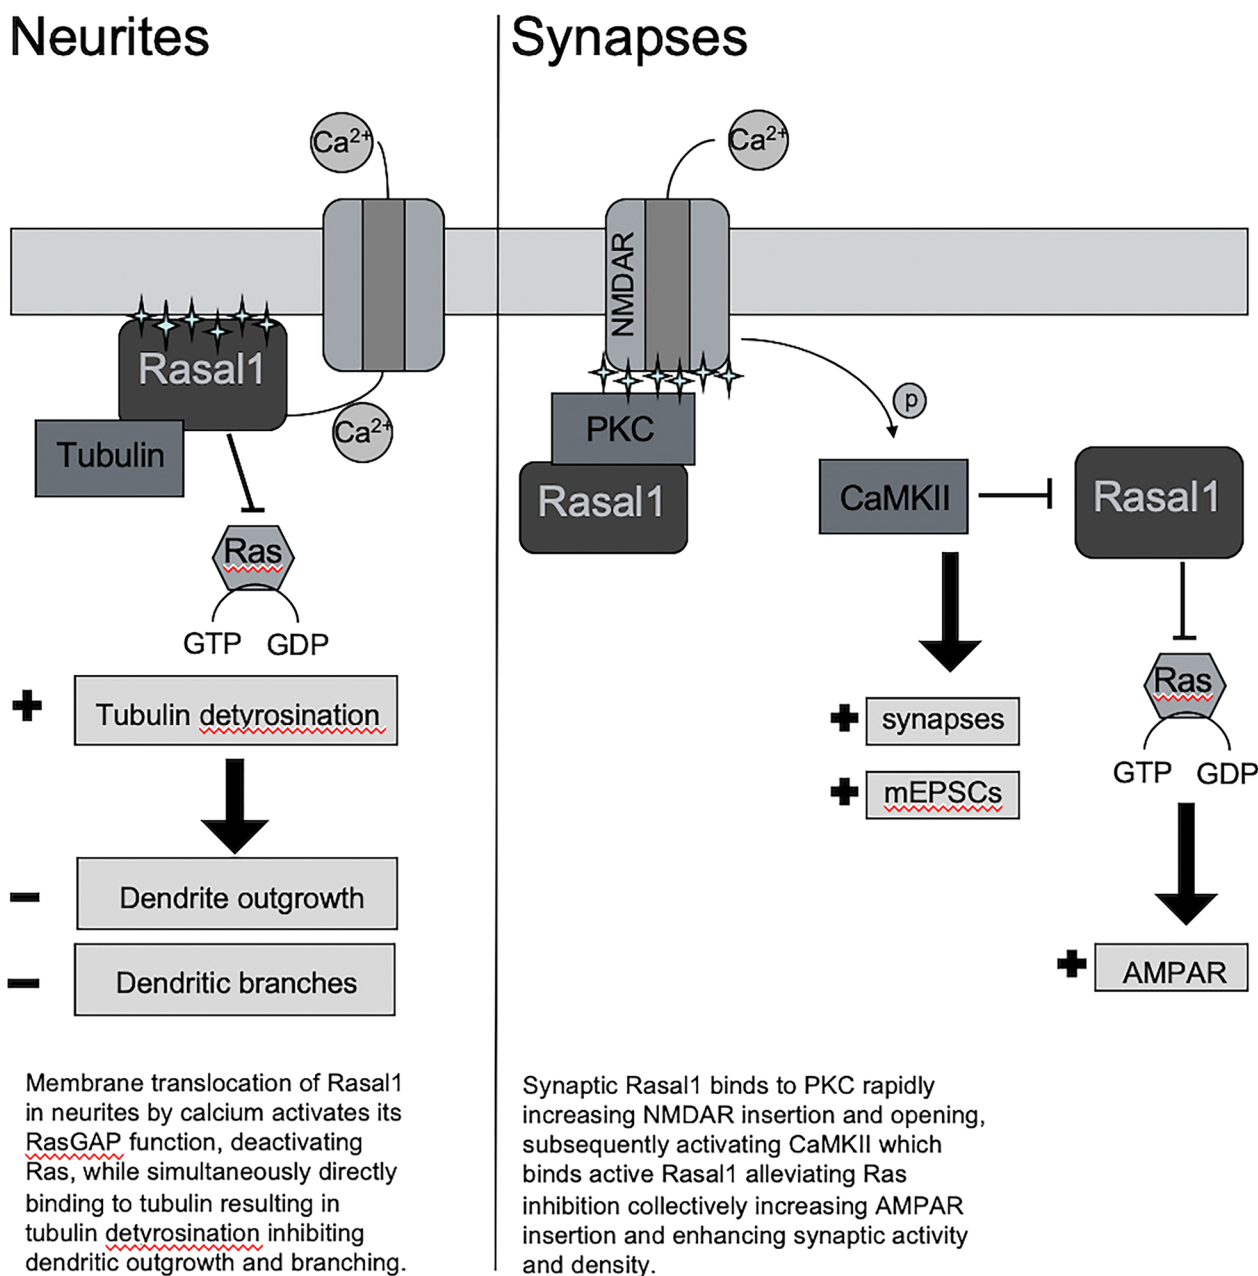 Neurites
Synapses
Ca²⁺
Ca²⁺
NMDAR
Rasal1
Ca²⁺
Tubulin
Ras
GTP GDP
+ Tubulin detyrosination
- Dendrite outgrowth
- Dendritic branches
Membrane translocation of Rasal1
in neurites by calcium activates its
RasGAP function, deactivating
Ras, while simultaneously directly
binding to tubulin resulting in
tubulin detyrosination inhibiting
dendritic outgrowth and branching.
PKC
Rasal1
p
CaMKII
Rasal1
Ras
GTP GDP
+ synapses
+ mEPSCs
+ AMPAR
Synaptic Rasal1 binds to PKC rapidly
increasing NMDAR insertion and opening,
subsequently activating CaMKII which
binds active Rasal1 alleviating Ras
inhibition collectively increasing AMPAR
insertion and enhancing synaptic activity
and density.